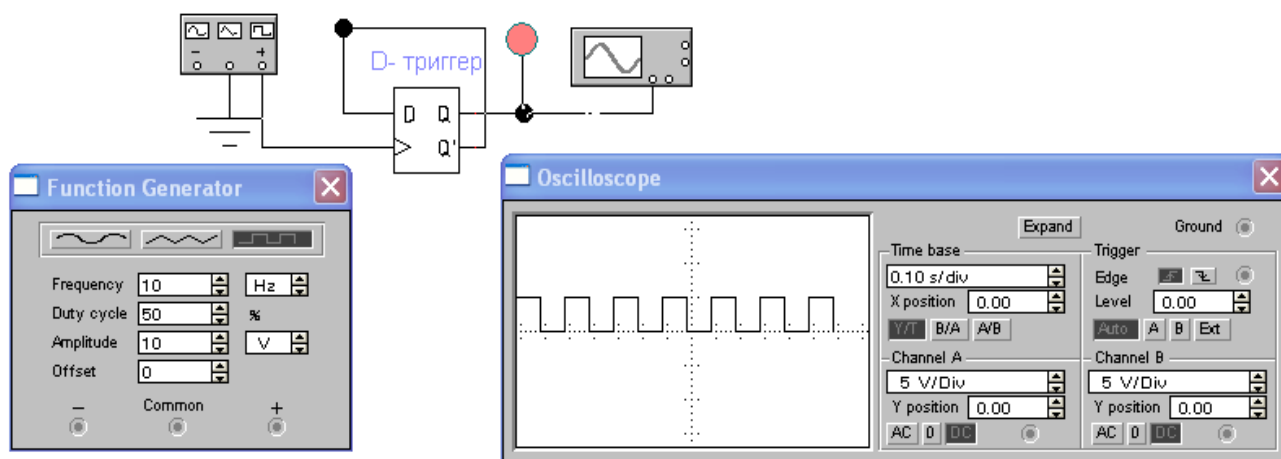 - +
D- триггер
D Q
Q'
Function Generator
Frequency 10 Hz
Duty cycle 50 %
Amplitude 10 V
Offset 0
- Common +
Oscilloscope
Expand Ground
Time base
0.10 s/div
X position 0.00
Y/T B/A A/B
Trigger
Edge
Level 0.00
Auto A B Ext
Channel A
5 V/Div
Y position 0.00
AC 0 DC
Channel B
5 V/Div
Y position 0.00
AC 0 DC